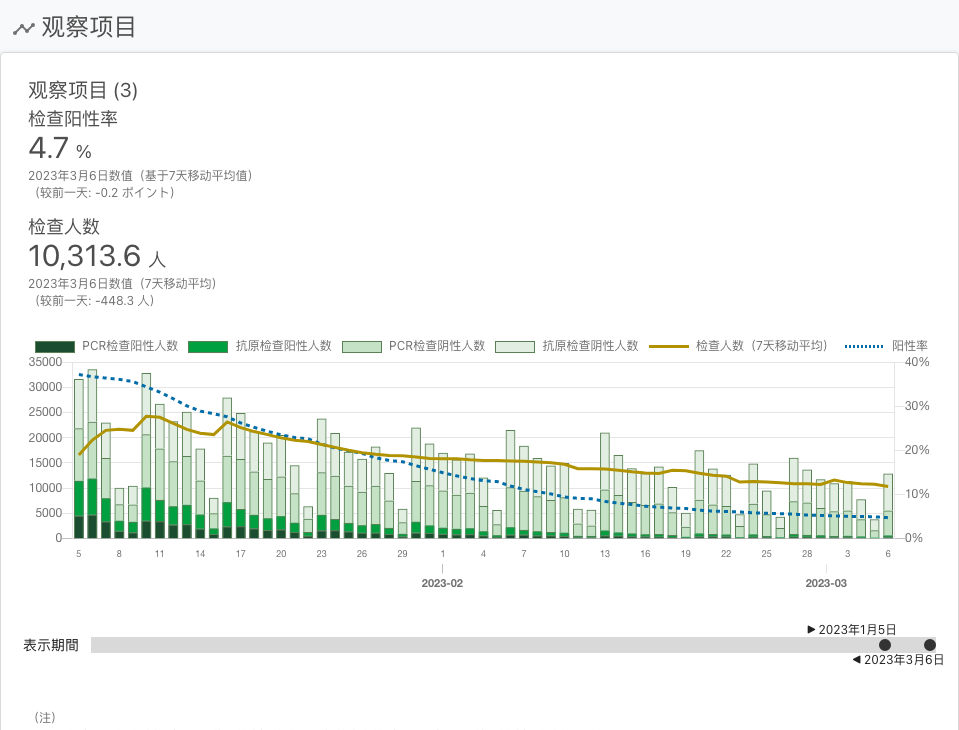 观察项目
观察项目 (3)
检查阳性率
4.7 %
2023年3月6日数值（基于7天移动平均值）
（较前一天: -0.2 ポイント）
检查人数
10,313.6 人
2023年3月6日数值（7天移动平均）
（较前一天: -448.3 人）
PCR检查阳性人数 抗原检查阳性人数 PCR检查阴性人数 抗原检查阴性人数 检查人数（7天移动平均） 阳性率
35000 40%
30000
25000 30%
20000 20%
15000
10000 10%
5000
0 0%
5 8 11 14 17 20 23 26 29 1 4 7 10 13 16 19 22 25 28 3 6
2023-02 2023-03
▶ 2023年1月5日
表示期間
◀ 2023年3月6日
（注）